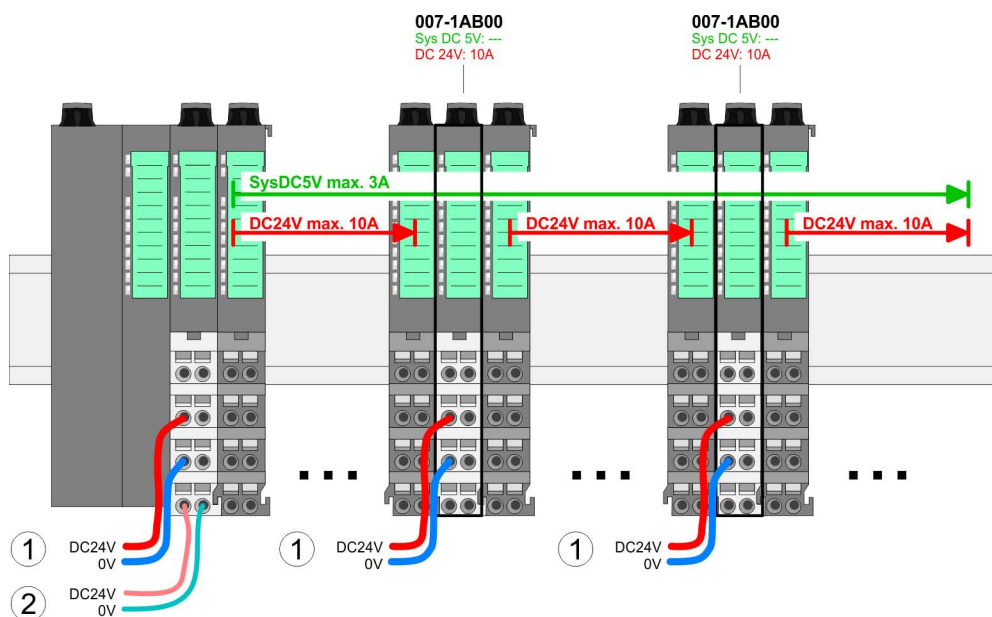 007-1AB00
Sys DC 5V: ---
DC 24V: 10A
007-1AB00
Sys DC 5V: ---
DC 24V: 10A
SysDC5V max. 3A
DC24V max. 10A
DC24V max. 10A
DC24V max. 10A
1
DC24V
0V
1
DC24V
0V
1
DC24V
0V
2
DC24V
0V